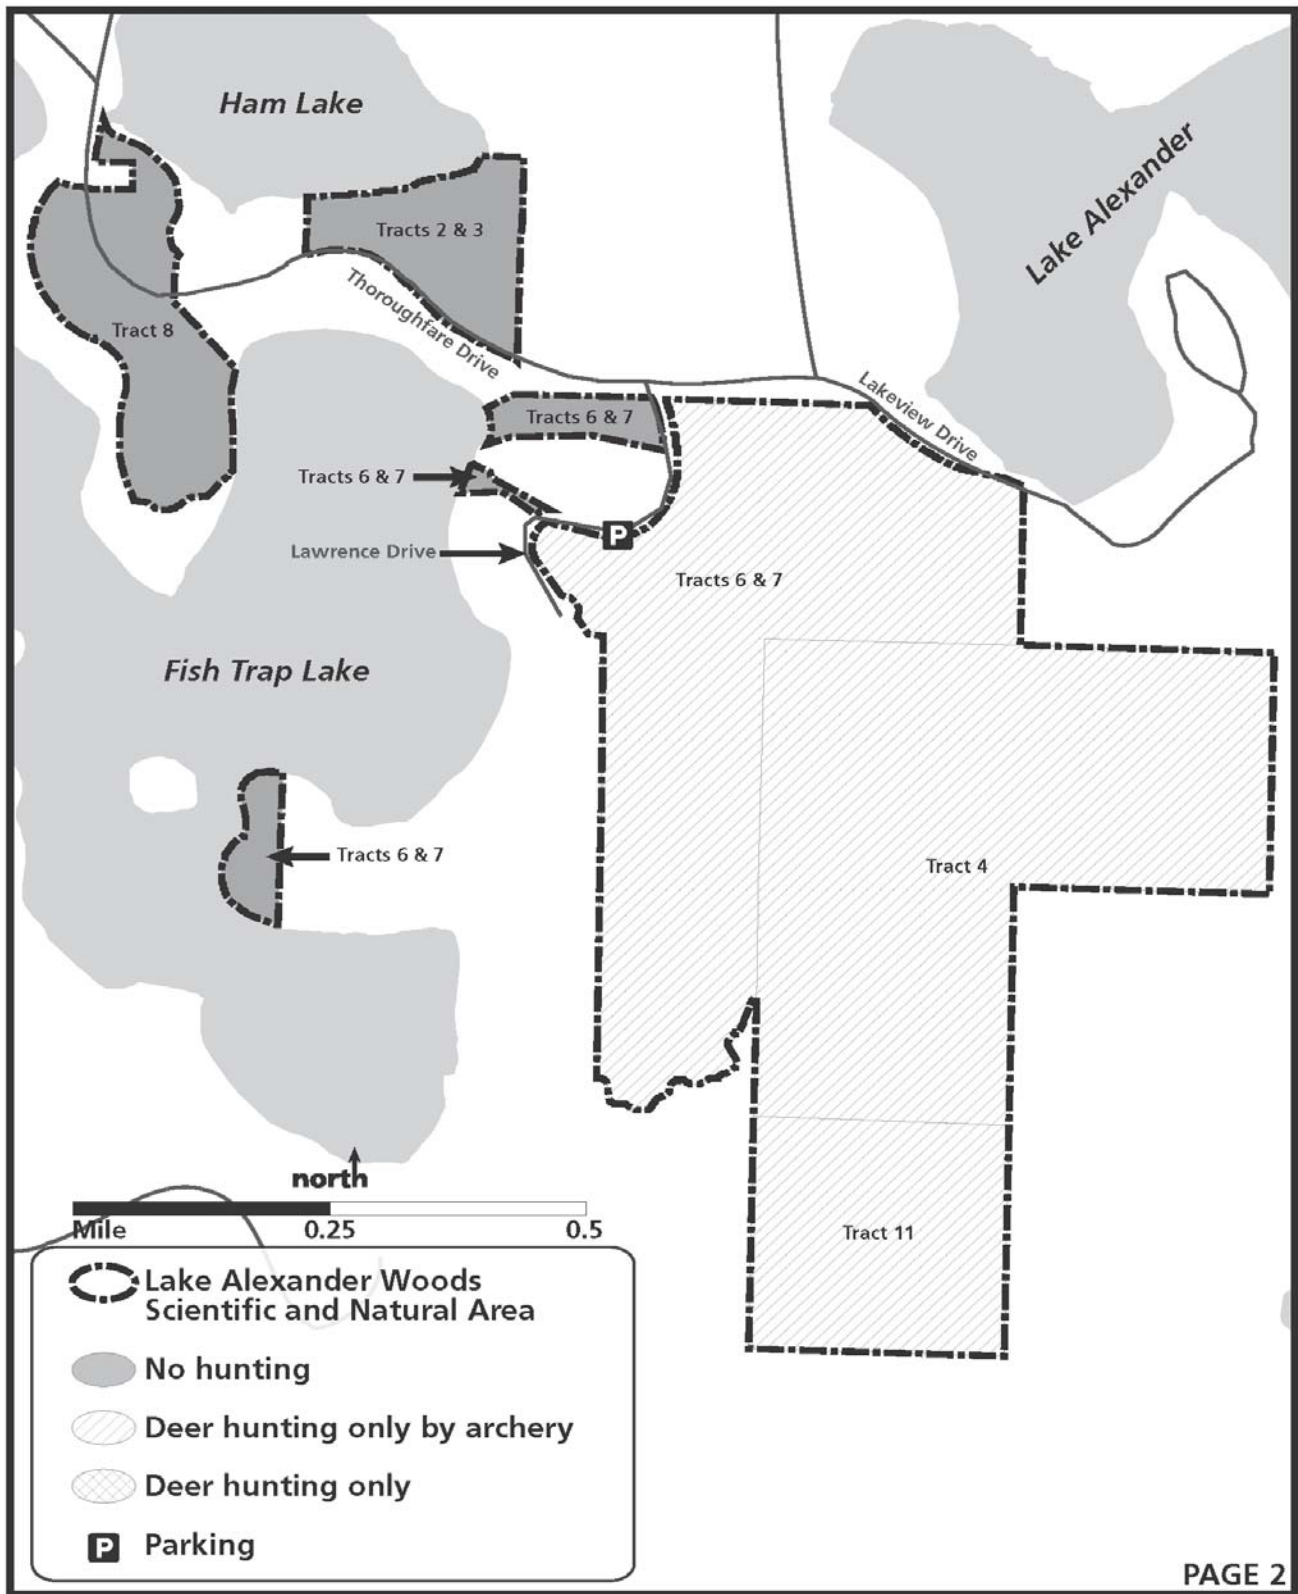 Ham Lake
Lake Alexander
Tracts 2 & 3
Thoroughfare Drive
Tract 8
Lakeview Drive
Tracts 6 & 7
Tracts 6 & 7
Lawrence Drive
P
Tracts 6 & 7
Fish Trap Lake
Tracts 6 & 7
Tract 4
north
Mile 0.25 0.5
Tract 11
Lake Alexander Woods
Scientific and Natural Area
No hunting
Deer hunting only by archery
Deer hunting only
P Parking
PAGE 2